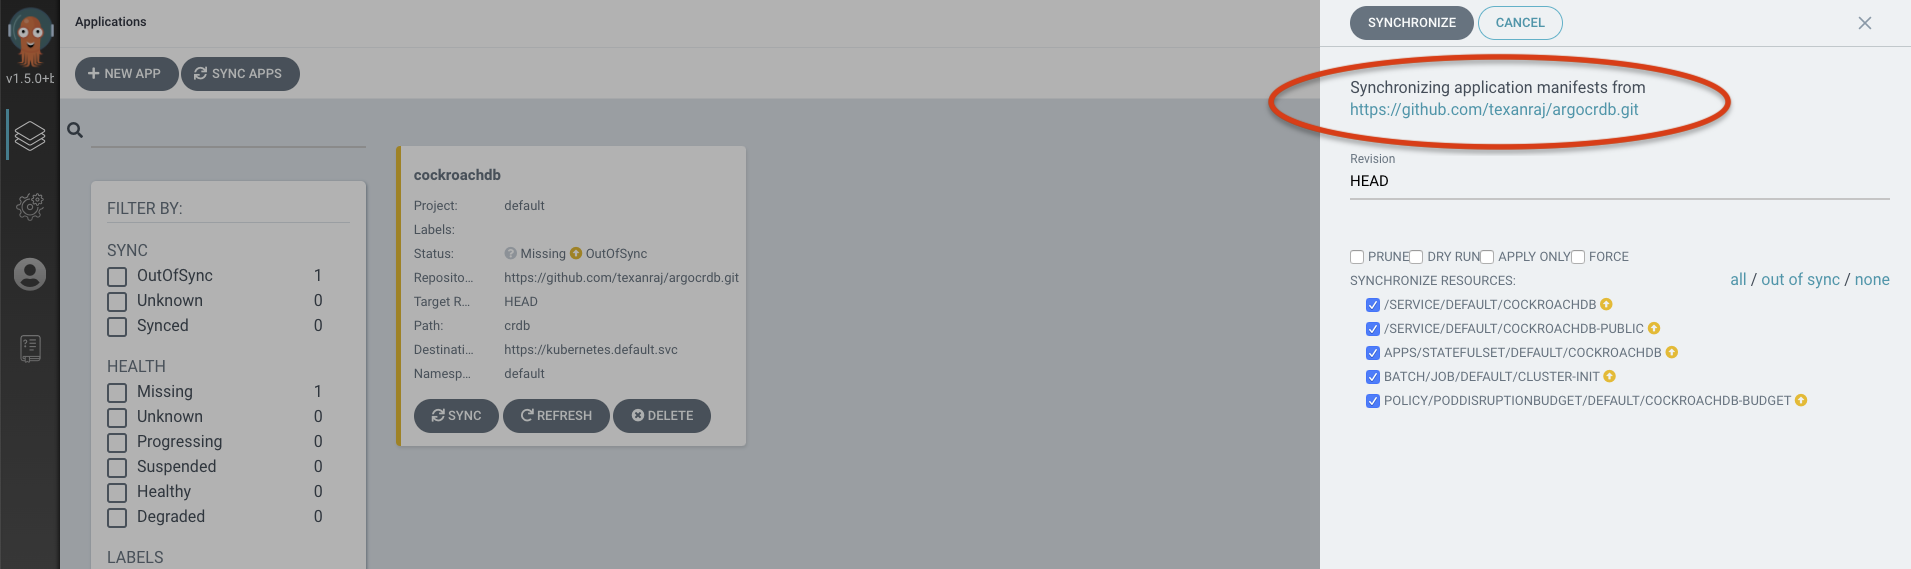 Applications
v1.5.0+b
NEW APP
SYNC APPS
FILTER BY:
SYNC
OutOfSync 1
Unknown 0
Synced 0
HEALTH
Missing 1
Unknown 0
Progressing 0
Suspended 0
Healthy 0
Degraded 0
LABELS
cockroachdb
Project: default
Labels:
Status: Missing OutOfSync
Reposito... https://github.com/texanraj/argocrdb.git
Target R... HEAD
Path: crdb
Destinati... https://kubernetes.default.svc
Namesp... default
SYNC REFRESH DELETE
SYNCHRONIZE CANCEL
Synchronizing application manifests from
https://github.com/texanraj/argocrdb.git
Revision
HEAD
PRUNE DRY RUN APPLY ONLY FORCE
SYNCHRONIZE RESOURCES: all / out of sync / none
/SERVICE/DEFAULT/COCKROACHDB
/SERVICE/DEFAULT/COCKROACHDB-PUBLIC
APPS/STATEFULSET/DEFAULT/COCKROACHDB
BATCH/JOB/DEFAULT/CLUSTER-INIT
POLICY/PODDISRUPTIONBUDGET/DEFAULT/COCKROACHDB-BUDGET